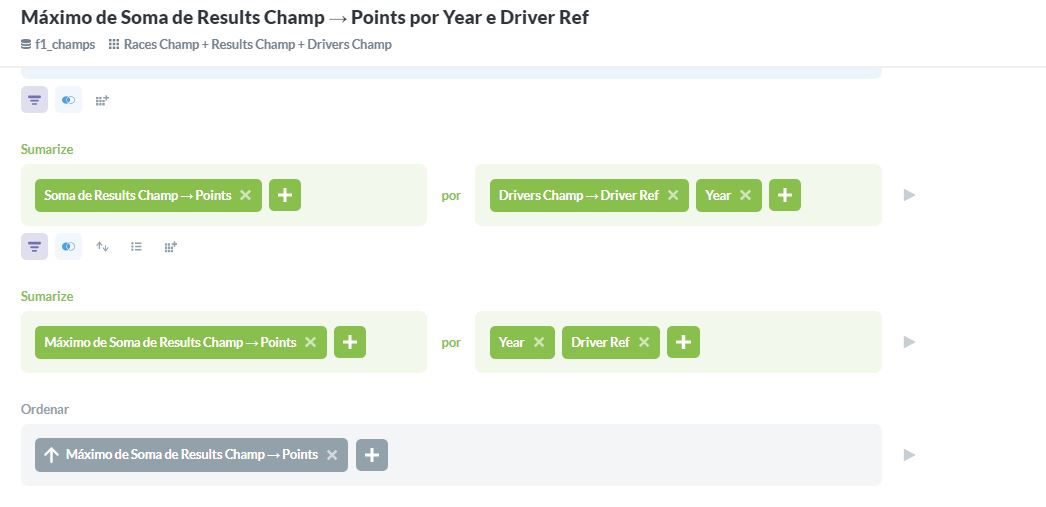 Máximo de Soma de Results Champ → Points por Year e Driver Ref
f1_champs Races Champ + Results Champ + Drivers Champ
Sumarize
Soma de Results Champ → Points por Drivers Champ → Driver Ref Year
Sumarize
Máximo de Soma de Results Champ → Points por Year Driver Ref
Ordenar
Máximo de Soma de Results Champ → Points